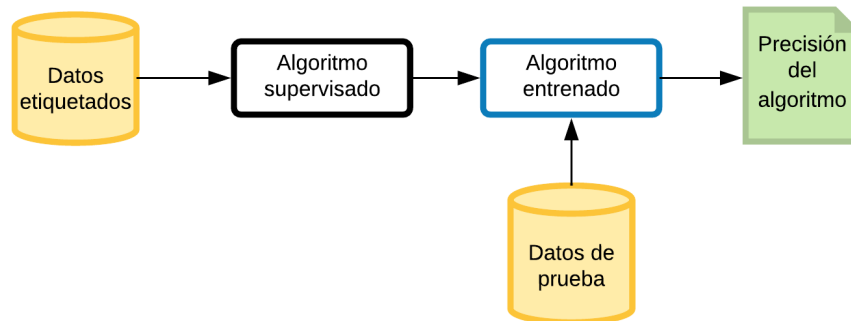 Datos
etiquetados
Algoritmo
supervisado
Algoritmo
entrenado
Precisión
del
algoritmo
Datos de
prueba